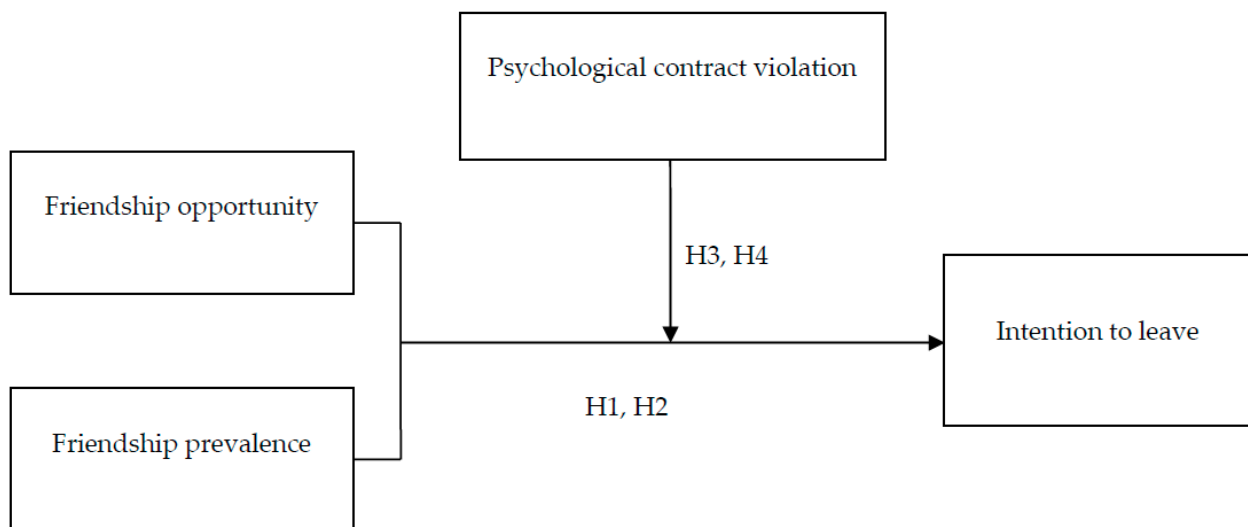 Psychological contract violation
Friendship opportunity
H3, H4
Intention to leave
H1, H2
Friendship prevalence